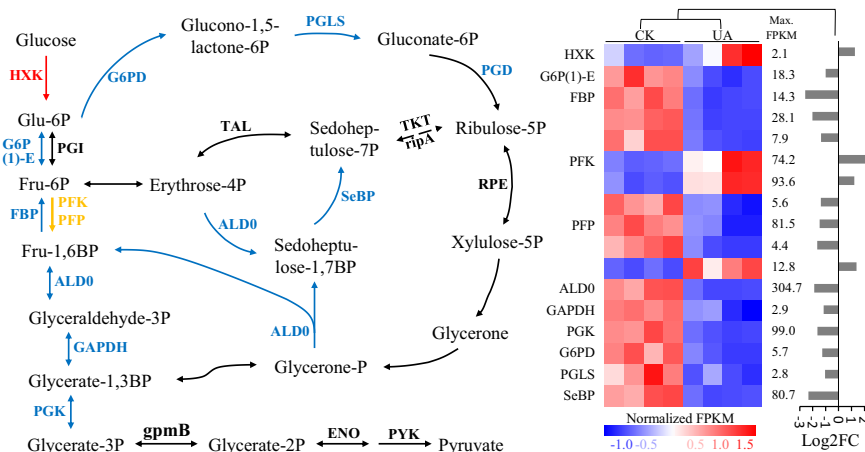 Glucose
HXK
Glu-6P
G6P
(1)-E
PGI
Fru-6P
FBP
PFK
PFP
Fru-1,6BP
ALD0
Glyceraldehyde-3P
GAPDH
Glycerate-1,3BP
PGK
Glycerate-3P
gpmB
Glycerate-2P
ENO
PYK
Pyruvate
Glucono-1,5-
lactone-6P
PGLS
Gluconate-6P
G6PD
PGD
TAL
Sedohep-
tulose-7P
TKT
ripA
Ribulose-5P
Erythrose-4P
SeBP
RPE
ALD0
Sedoheptu-
lose-1,7BP
Xylulose-5P
ALD0
Glycerone-P
Glycerone
CK UA
Max.
FPKM
HXK 2.1
G6P(1)-E 18.3
FBP 14.3
28.1
7.9
PFK 74.2
93.6
5.6
PFP 81.5
4.4
12.8
ALD0 304.7
GAPDH 2.9
PGK 99.0
G6PD 5.7
PGLS 2.8
SeBP 80.7
Normalized FPKM
-1.0 -0.5 0.5 1.0 1.5
-3 -2 -1 0 1 2
Log2FC